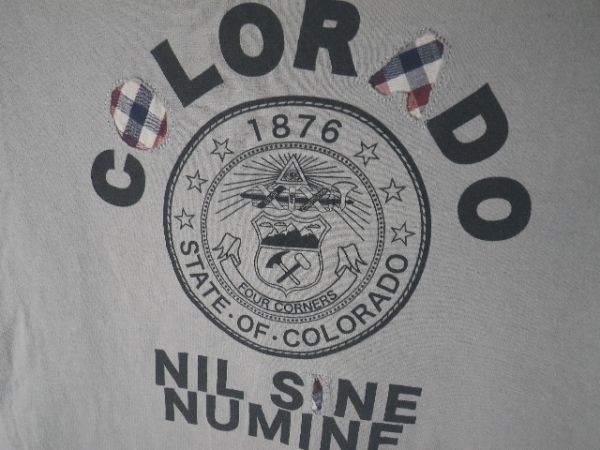 COLORADO
1876
FOUR CORNERS
STATE·OF·COLORADO
NIL SINE
NUMINE